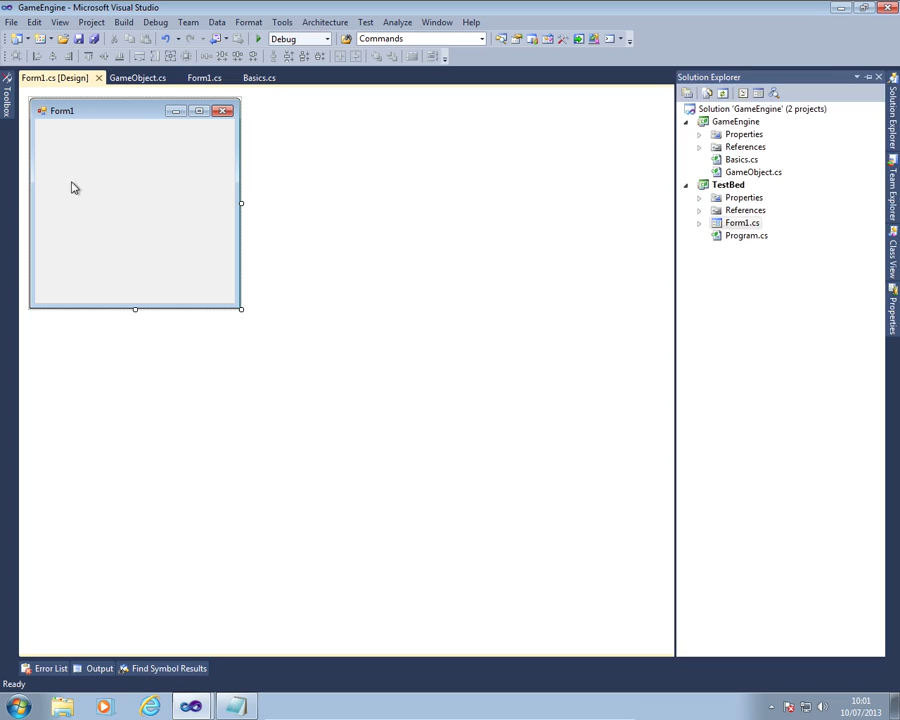 GameEngine - Microsoft Visual Studio
File Edit View Project Build Debug Team Data Format Tools Architecture Test Analyze Window Help
Debug Commands
Form1.cs [Design] GameObject.cs Form1.cs Basics.cs
Toolbox
Form1
Solution Explorer
Solution 'GameEngine' (2 projects)
GameEngine
Properties
References
Basics.cs
GameObject.cs
TestBed
Properties
References
Form1.cs
Program.cs
Solution Explorer
Team Explorer
Class View
Properties
Error List Output Find Symbol Results
Ready
10:01
10/07/2013